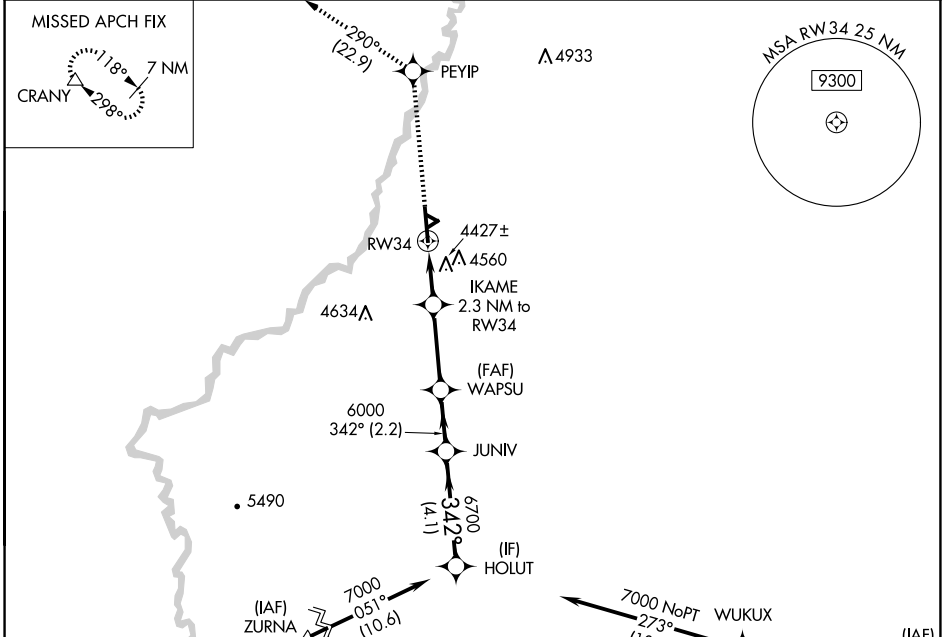 MISSED APCH FIX
118°
7 NM
CRANY
298°
290°
(22.9)
PEYIP
4933
MSA RW34 25 NM
9300
RW34
4427±
4560
IKAME
2.3 NM to
RW34
4634
(FAF)
WAPSU
6000
342° (2.2)
JUNIV
5490
6700
342°
(4.1)
(IF)
HOLUT
7000
051°
(10.6)
(IAF)
ZURNA
7000 NoPT
273°
WUKUX
(IAF)